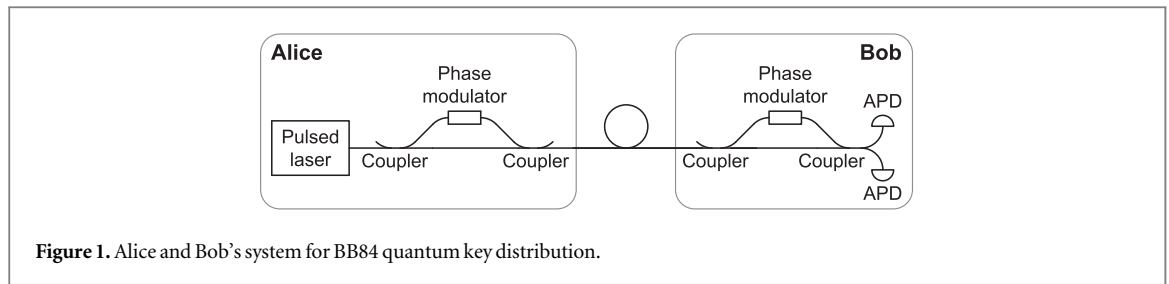 Alice
Bob
Phase
modulator
Phase
modulator
APD
Pulsed
laser
Coupler
Coupler
Coupler
Coupler
APD
Figure 1. Alice and Bob's system for BB84 quantum key distribution.